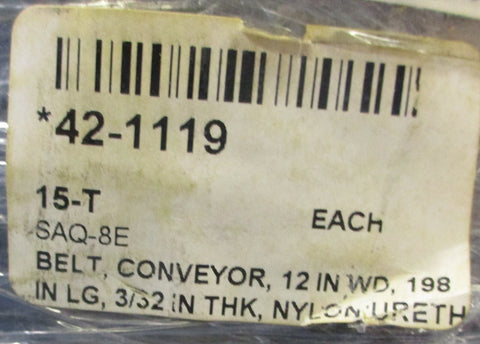 *42-1119
15-T EACH
SAQ-8E
BELT, CONVEYOR, 12 IN WD, 198
IN LG, 3/32 IN THK, NYLON/URETH